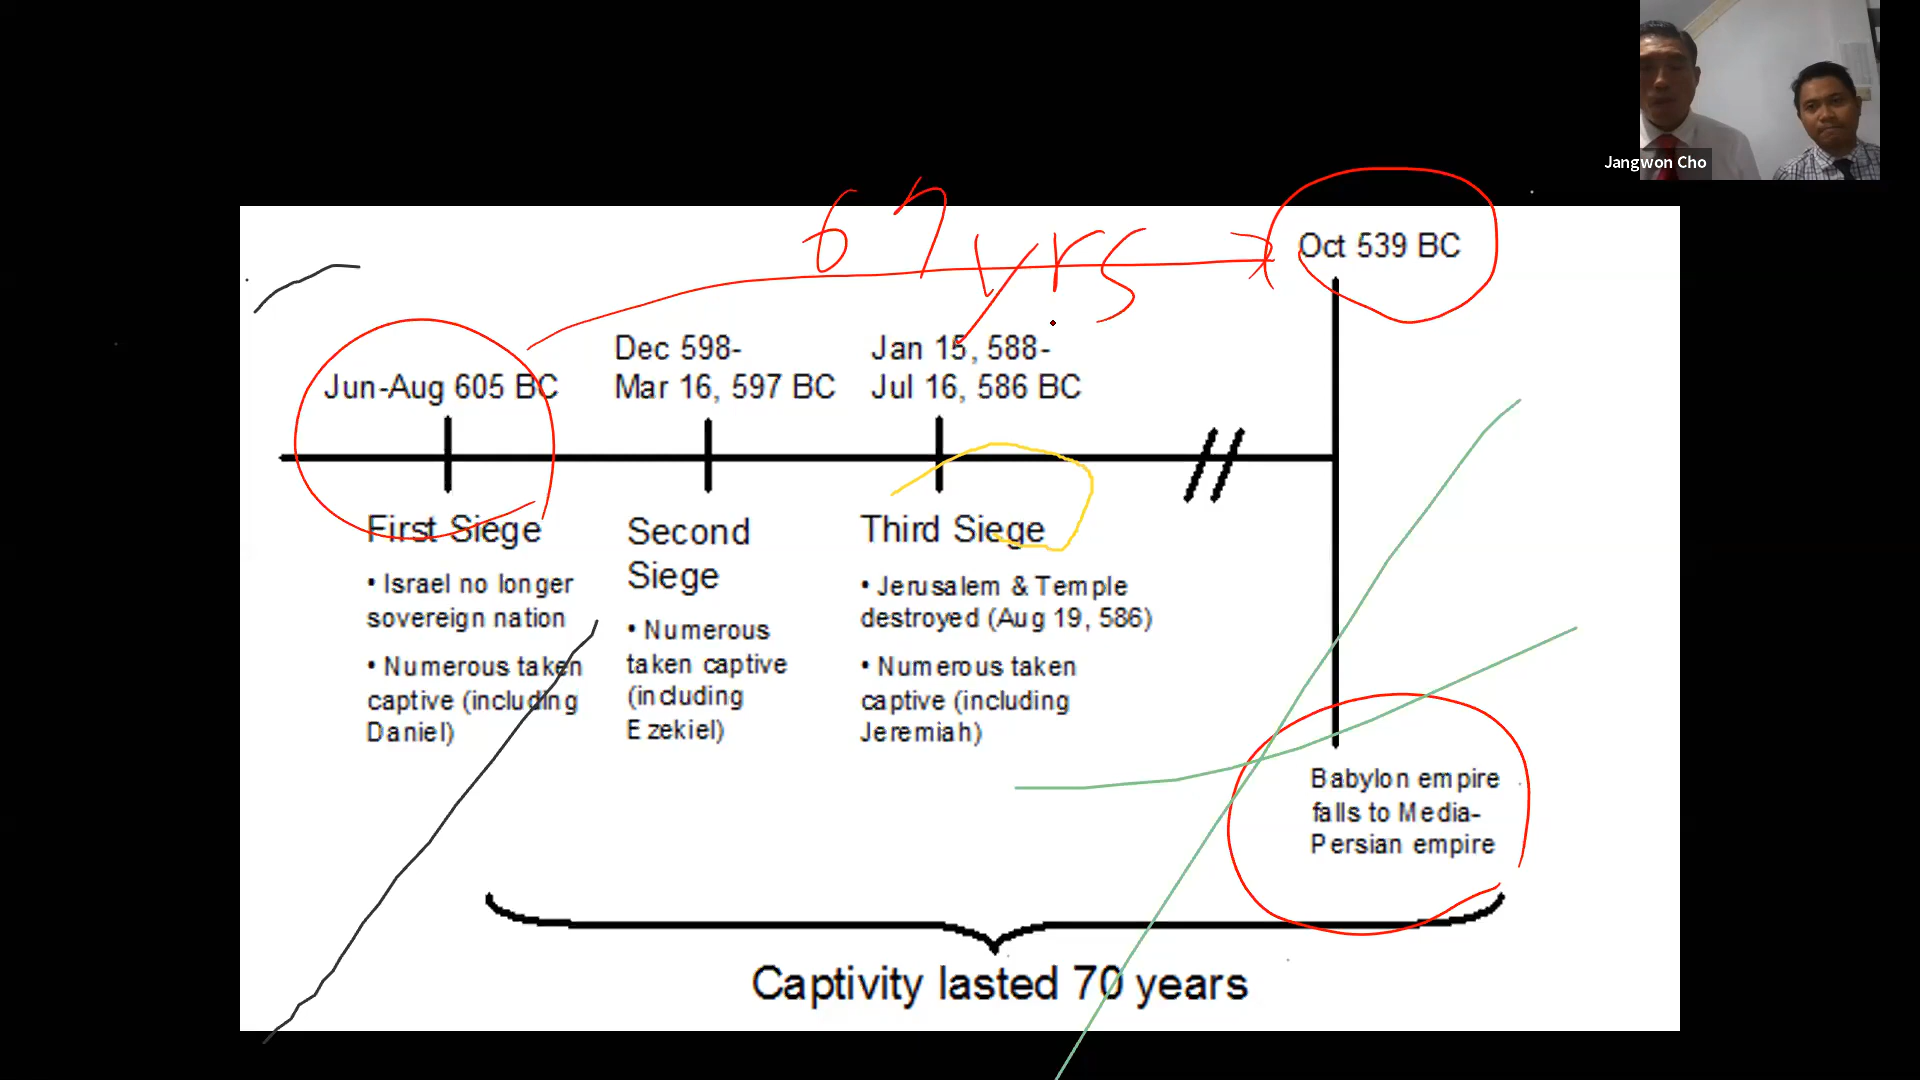 Jangwon Cho
67 yrs
Oct 539 BC
Jun-Aug 605 BC
Dec 598-
Mar 16, 597 BC
Jan 15, 588-
Jul 16, 586 BC
First Siege
• Israel no longer
sovereign nation
• Numerous taken
captive (including
Daniel)
Second
Siege
• Numerous
taken captive
(including
Ezekiel)
Third Siege
• Jerusalem & Temple
destroyed (Aug 19, 586)
• Numerous taken
captive (including
Jeremiah)
Babylon empire
falls to Media-
Persian empire
Captivity lasted 70 years